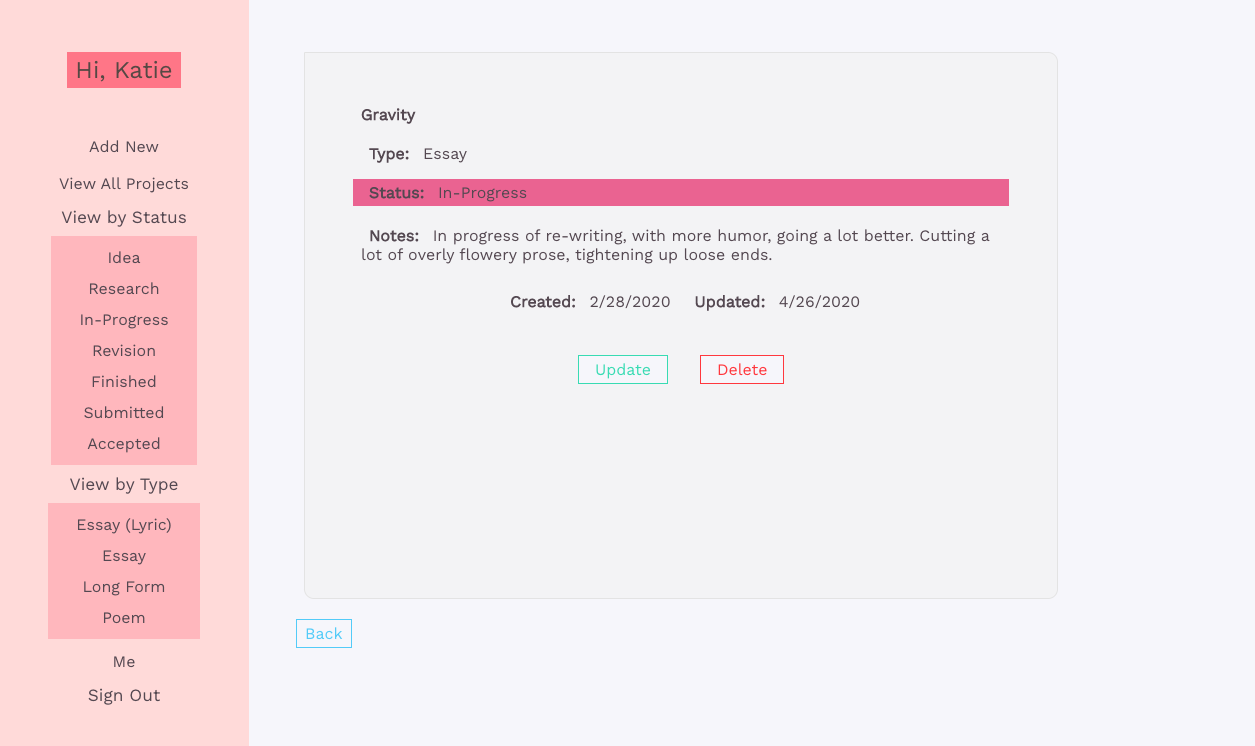 Hi, Katie
Add New
View All Projects
View by Status
Idea
Research
In-Progress
Revision
Finished
Submitted
Accepted
View by Type
Essay (Lyric)
Essay
Long Form
Poem
Me
Sign Out
Gravity
Type: Essay
Status: In-Progress
Notes: In progress of re-writing, with more humor, going a lot better. Cutting a
lot of overly flowery prose, tightening up loose ends.
Created: 2/28/2020 Updated: 4/26/2020
Update Delete
Back